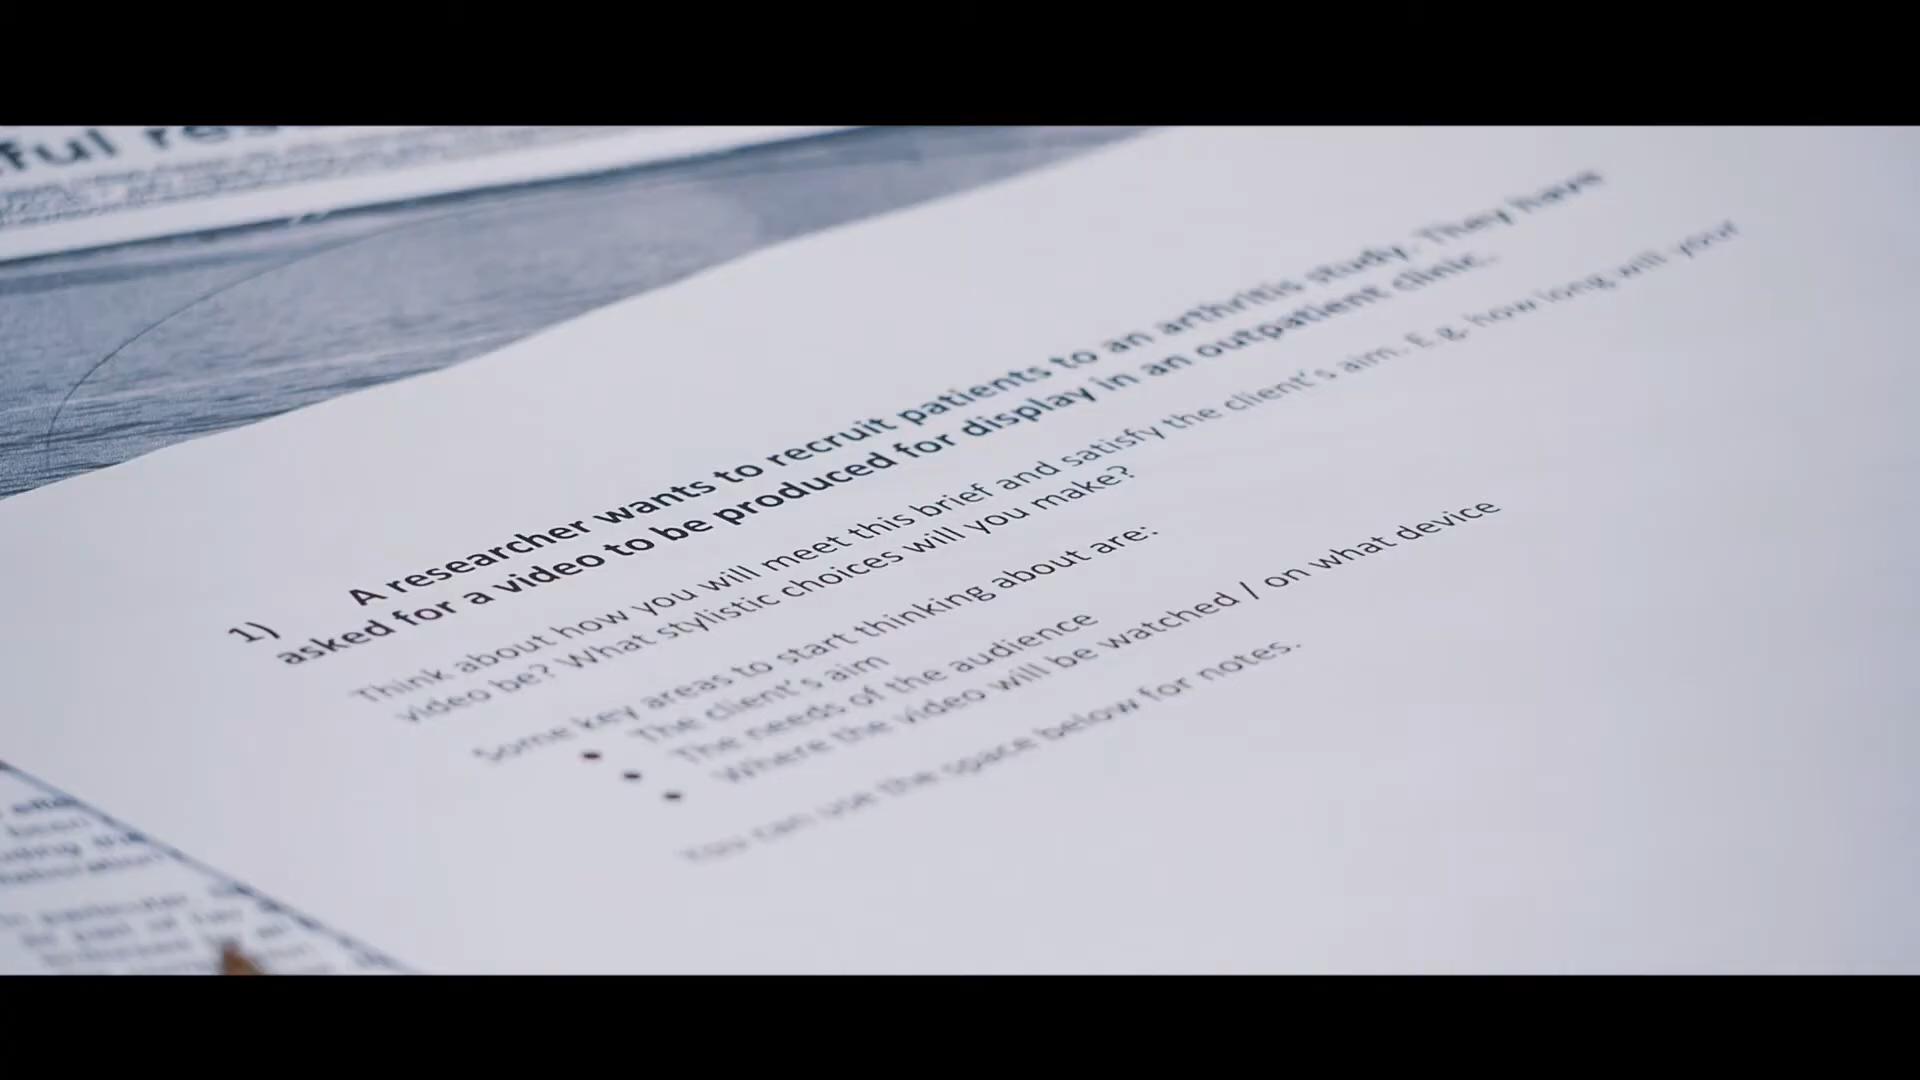 ful res
1) A researcher wants to recruit patients to an arthritis study. They have
asked for a video to be produced for display in an outpatient clinic.
Think about how you will meet this brief and satisfy the client's aim. E.g. how long will your
video be? What stylistic choices will you make?
Some key areas to start thinking about are:
• The client's aim
• The needs of the audience
• Where the video will be watched / on what device
You can use the space below for notes.